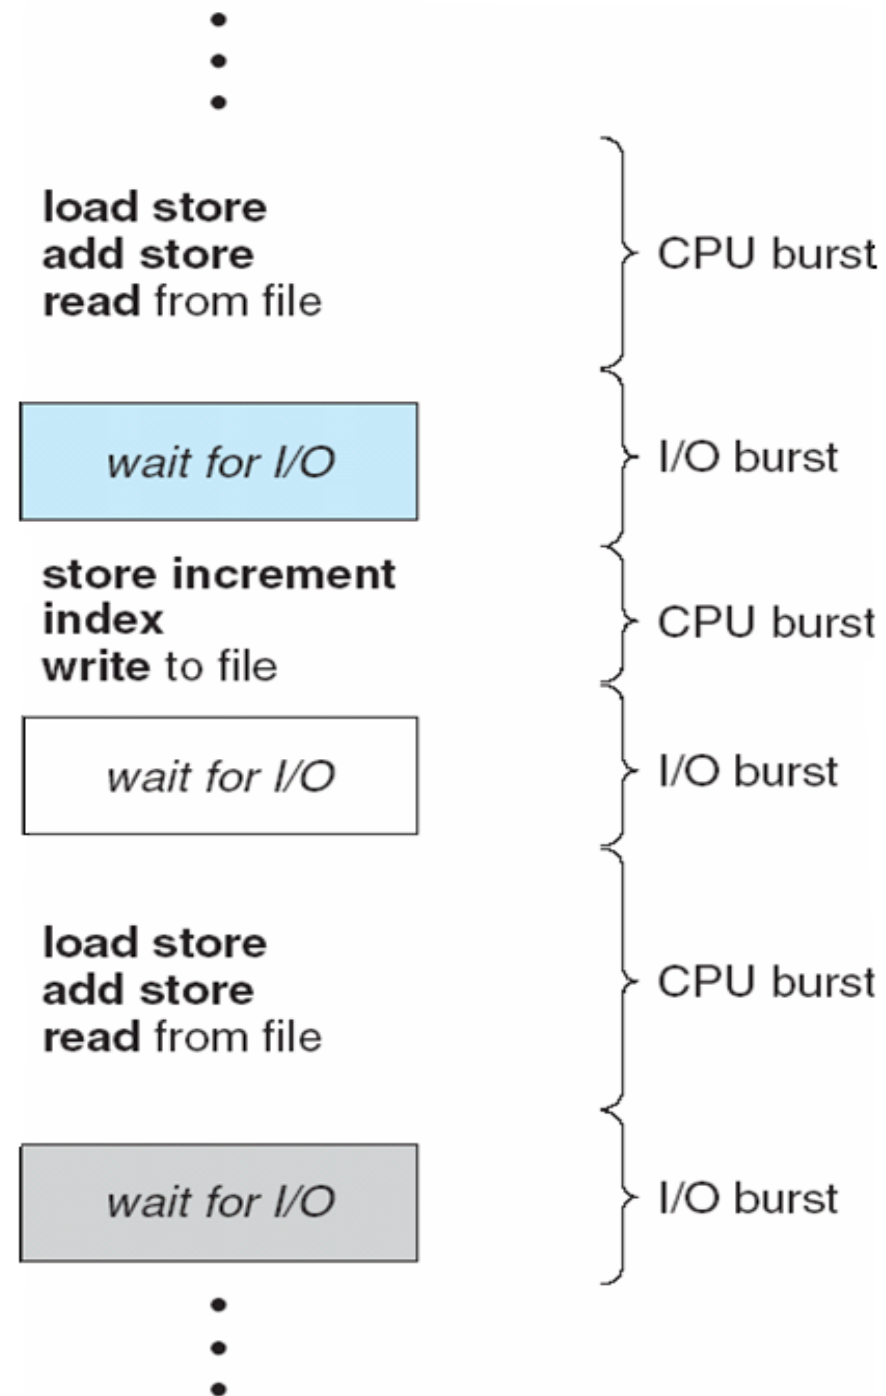 load store
add store
read from file
CPU burst
wait for I/O
I/O burst
store increment
index
write to file
CPU burst
wait for I/O
I/O burst
load store
add store
read from file
CPU burst
wait for I/O
I/O burst